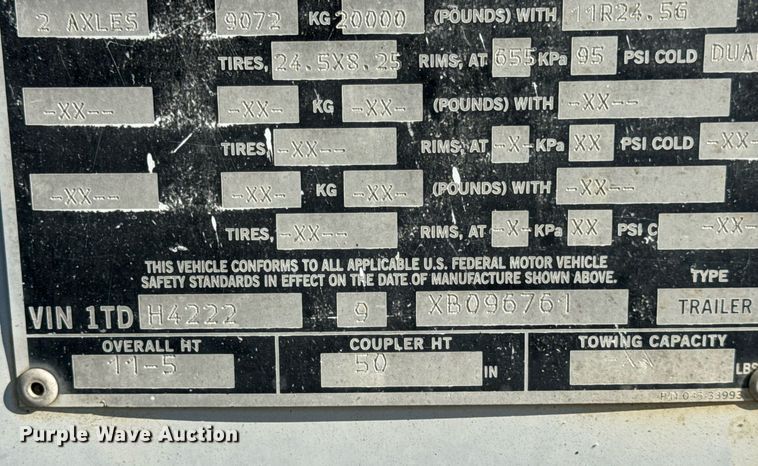 2 AXLES 9072 KG 20000 (POUNDS) WITH 11R24.5G
TIRES, 24.5X8.25 RIMS, AT 655 KPa 95 PSI COLD DUAL
-XX-- -XX- KG -XX- (POUNDS) WITH -XX--
TIRES, -XX-- RIMS, AT -X- KPa XX PSI COLD -XX-
-XX-- -XX- KG -XX- (POUNDS) WITH -XX--
TIRES, -XX-- RIMS, AT -X- KPa XX PSI C -XX-
THIS VEHICLE CONFORMS TO ALL APPLICABLE U.S. FEDERAL MOTOR VEHICLE
SAFETY STANDARDS IN EFFECT ON THE DATE OF MANUFACTURE SHOWN ABOVE.
TYPE
VIN 1TD H4222 9 XB096761 TRAILER
OVERALL HT COUPLER HT TOWING CAPACITY
11-5 50 IN LBS
Purple Wave Auction